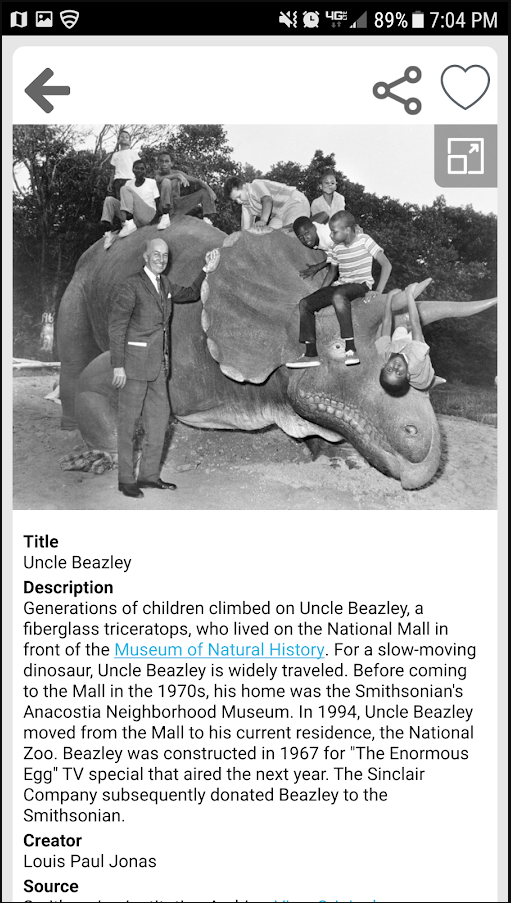 4G 89% 7:04 PM
Title
Uncle Beazley
Description
Generations of children climbed on Uncle Beazley, a
fiberglass triceratops, who lived on the National Mall in
front of the Museum of Natural History. For a slow-moving
dinosaur, Uncle Beazley is widely traveled. Before coming
to the Mall in the 1970s, his home was the Smithsonian's
Anacostia Neighborhood Museum. In 1994, Uncle Beazley
moved from the Mall to his current residence, the National
Zoo. Beazley was constructed in 1967 for "The Enormous
Egg" TV special that aired the next year. The Sinclair
Company subsequently donated Beazley to the
Smithsonian.
Creator
Louis Paul Jonas
Source